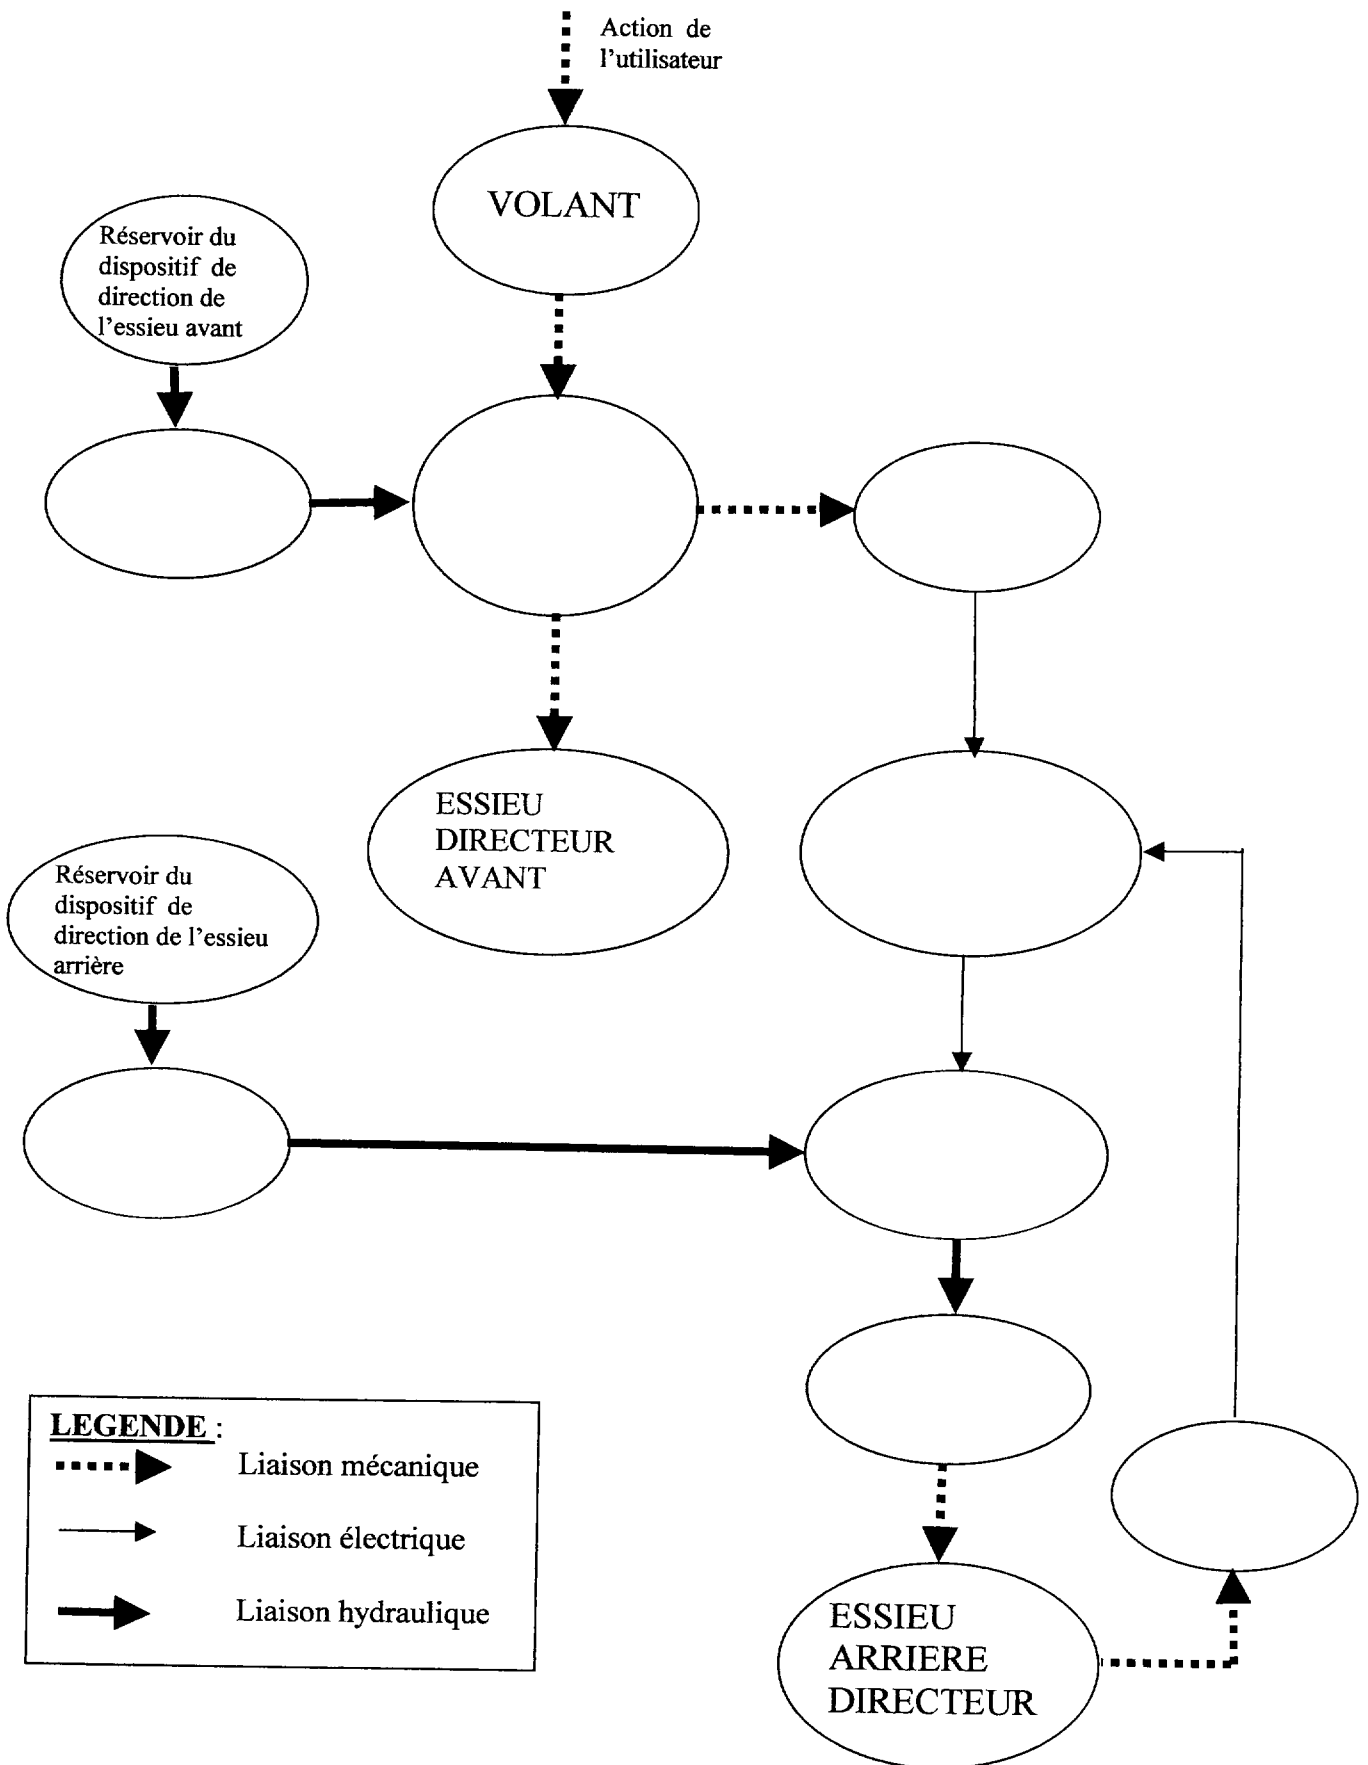 Action de
l'utilisateur
VOLANT
Réservoir du
dispositif de
direction de
l'essieu avant
ESSIEU
DIRECTEUR
AVANT
Réservoir du
dispositif de
direction de l'essieu
arrière
LEGENDE :
Liaison mécanique
Liaison électrique
Liaison hydraulique
ESSIEU
ARRIERE
DIRECTEUR